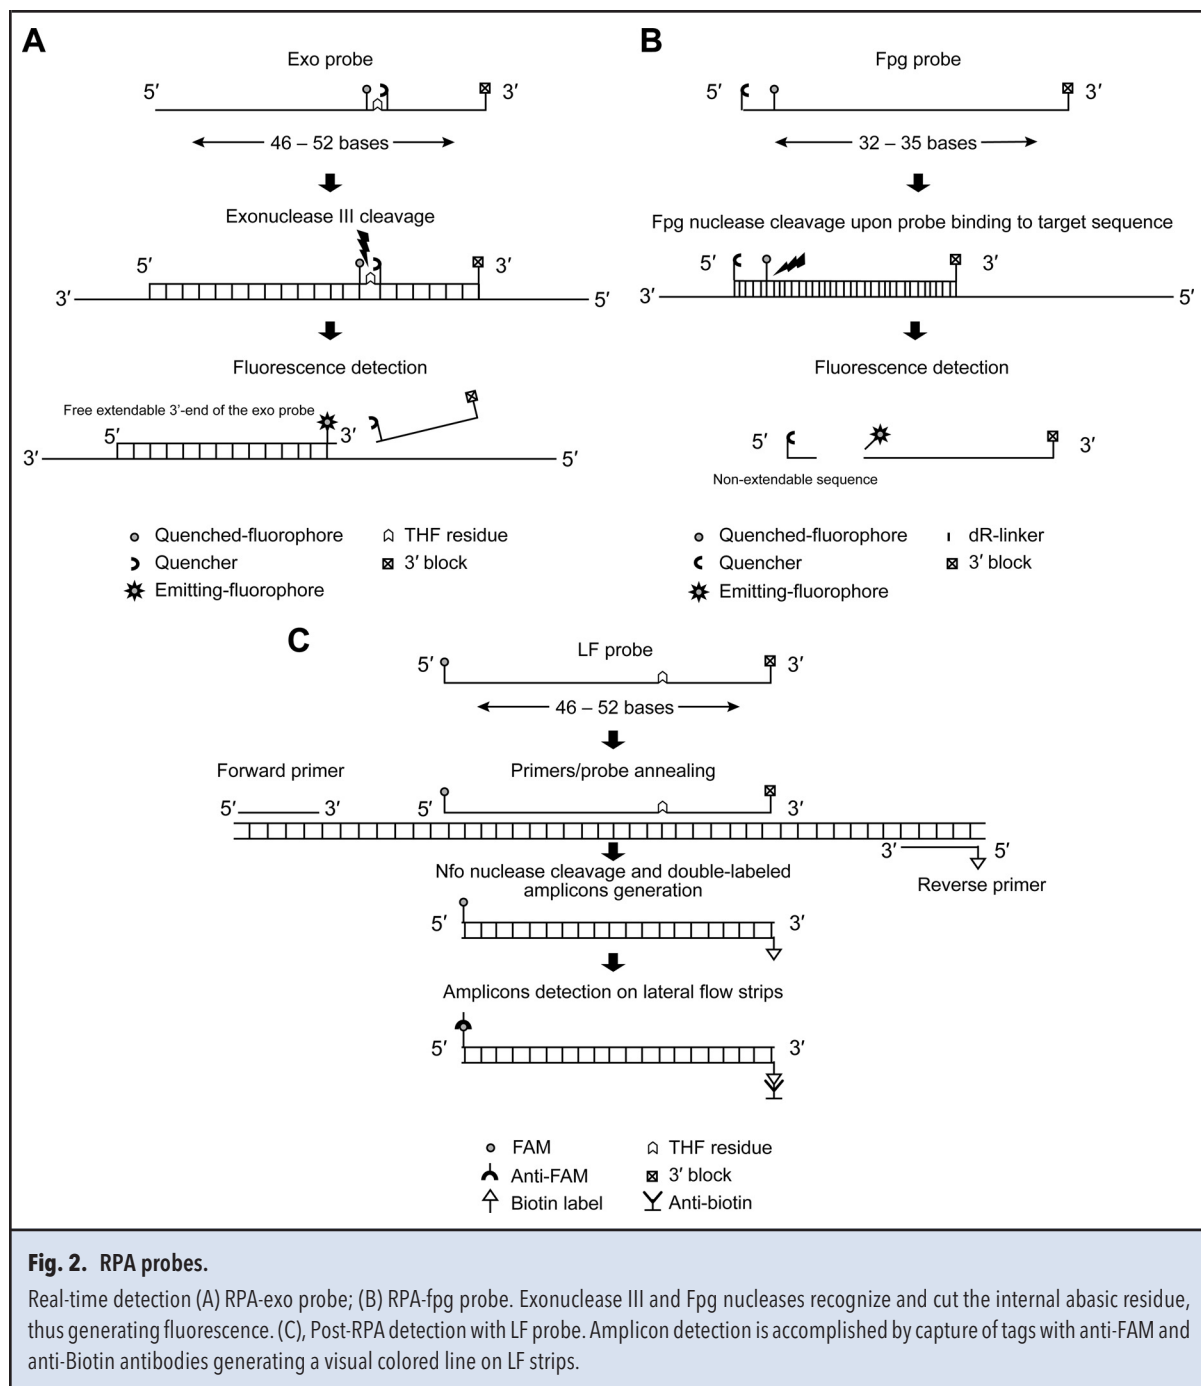 A
Exo probe
5′
3′
46 – 52 bases
Exonuclease III cleavage
5′
3′
3′
5′
Fluorescence detection
Free extendable 3′-end of the exo probe
5′
3′
3′
5′
Quenched-fluorophore
THF residue
Quencher
3′ block
Emitting-fluorophore
B
Fpg probe
5′
3′
32 – 35 bases
Fpg nuclease cleavage upon probe binding to target sequence
5′
3′
3′
5′
Fluorescence detection
5′
3′
Non-extendable sequence
Quenched-fluorophore
dR-linker
Quencher
3′ block
Emitting-fluorophore
C
LF probe
5′
3′
46 – 52 bases
Forward primer
Primers/probe annealing
5′
3′
5′
3′
3′
5′
Reverse primer
Nfo nuclease cleavage and double-labeled
amplicons generation
5′
3′
Amplicons detection on lateral flow strips
5′
3′
FAM
THF residue
Anti-FAM
3′ block
Biotin label
Anti-biotin
Fig. 2. RPA probes.
Real-time detection (A) RPA-exo probe; (B) RPA-fpg probe. Exonuclease III and Fpg nucleases recognize and cut the internal abasic residue,
thus generating fluorescence. (C), Post-RPA detection with LF probe. Amplicon detection is accomplished by capture of tags with anti-FAM and
anti-Biotin antibodies generating a visual colored line on LF strips.